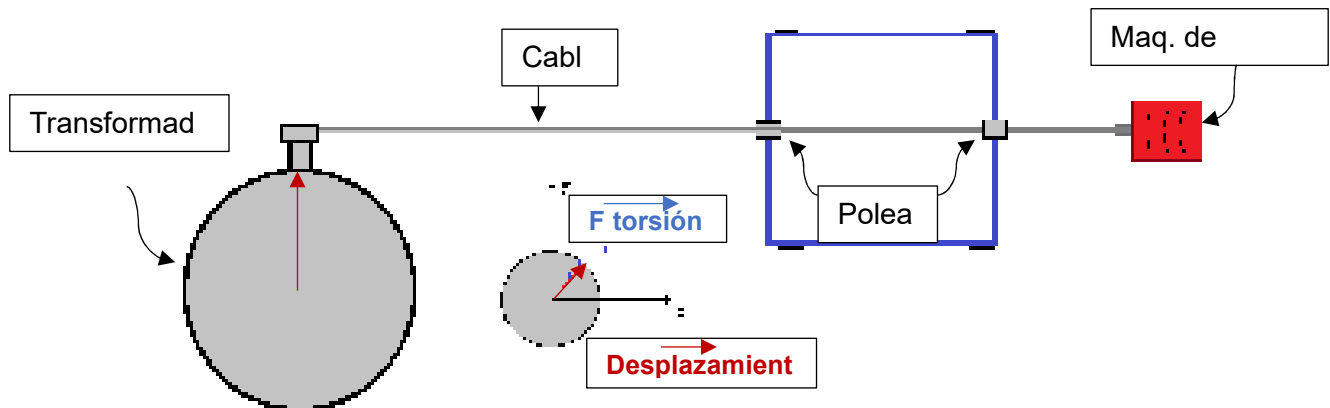 Cabl
Maq. de
Transformad
F torsión
Polea
Desplazamient